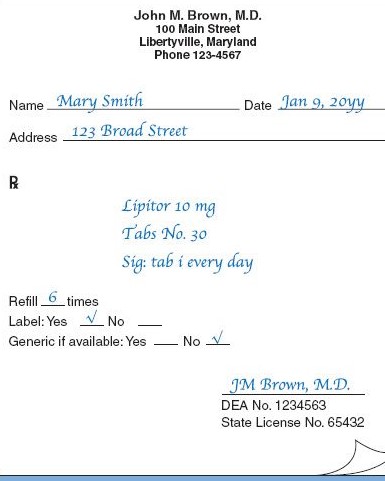 John M. Brown, M.D.
100 Main Street
Libertyville, Maryland
Phone 123-4567
Name Mary Smith Date Jan 9, 20yy
Address 123 Broad Street
℞
Lipitor 10 mg
Tabs No. 30
Sig: tab i every day
Refill 6 times
Label: Yes √ No
Generic if available: Yes No √
JM Brown, M.D.
DEA No. 1234563
State License No. 65432